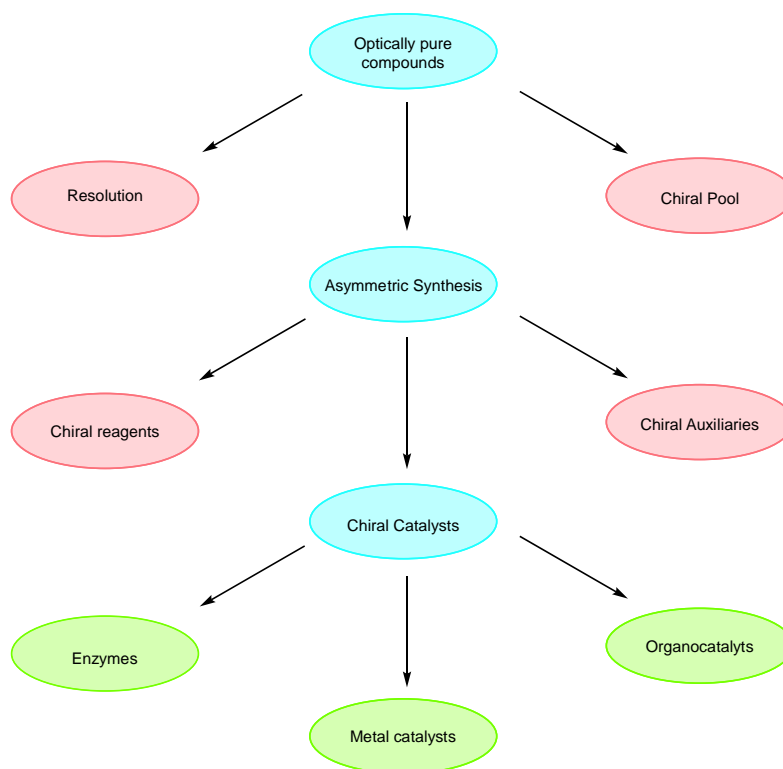 Optically pure
compounds
Resolution
Chiral Pool
Asymmetric Synthesis
Chiral reagents
Chiral Auxiliaries
Chiral Catalysts
Enzymes
Organocatalyts
Metal catalysts